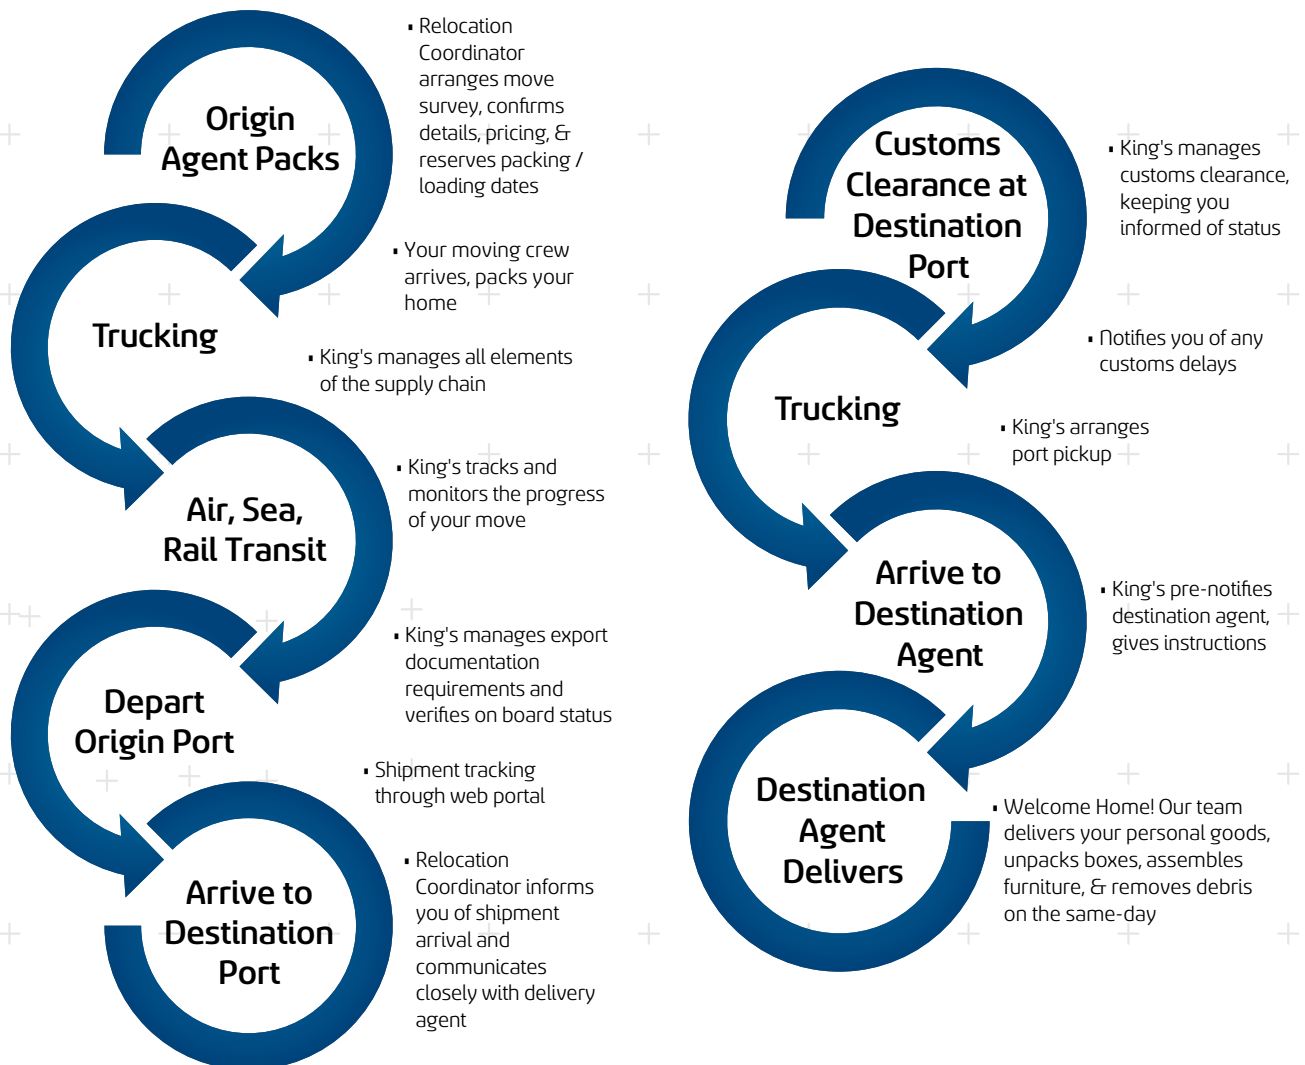 Origin
Agent Packs
▪ Relocation
Coordinator
arranges move
survey, confirms
details, pricing, &
reserves packing /
loading dates
▪ Your moving crew
arrives, packs your
home
Trucking
▪ King's manages all elements
of the supply chain
Air, Sea,
Rail Transit
▪ King's tracks and
monitors the progress
of your move
Depart
Origin Port
▪ King's manages export
documentation
requirements and
verifies on board status
▪ Shipment tracking
through web portal
Arrive to
Destination
Port
▪ Relocation
Coordinator informs
you of shipment
arrival and
communicates
closely with delivery
agent
Customs
Clearance at
Destination
Port
▪ King's manages
customs clearance,
keeping you
informed of status
▪ Notifies you of any
customs delays
Trucking
▪ King's arranges
port pickup
Arrive to
Destination
Agent
▪ King's pre-notifies
destination agent,
gives instructions
Destination
Agent
Delivers
▪ Welcome Home! Our team
delivers your personal goods,
unpacks boxes, assembles
furniture, & removes debris
on the same-day